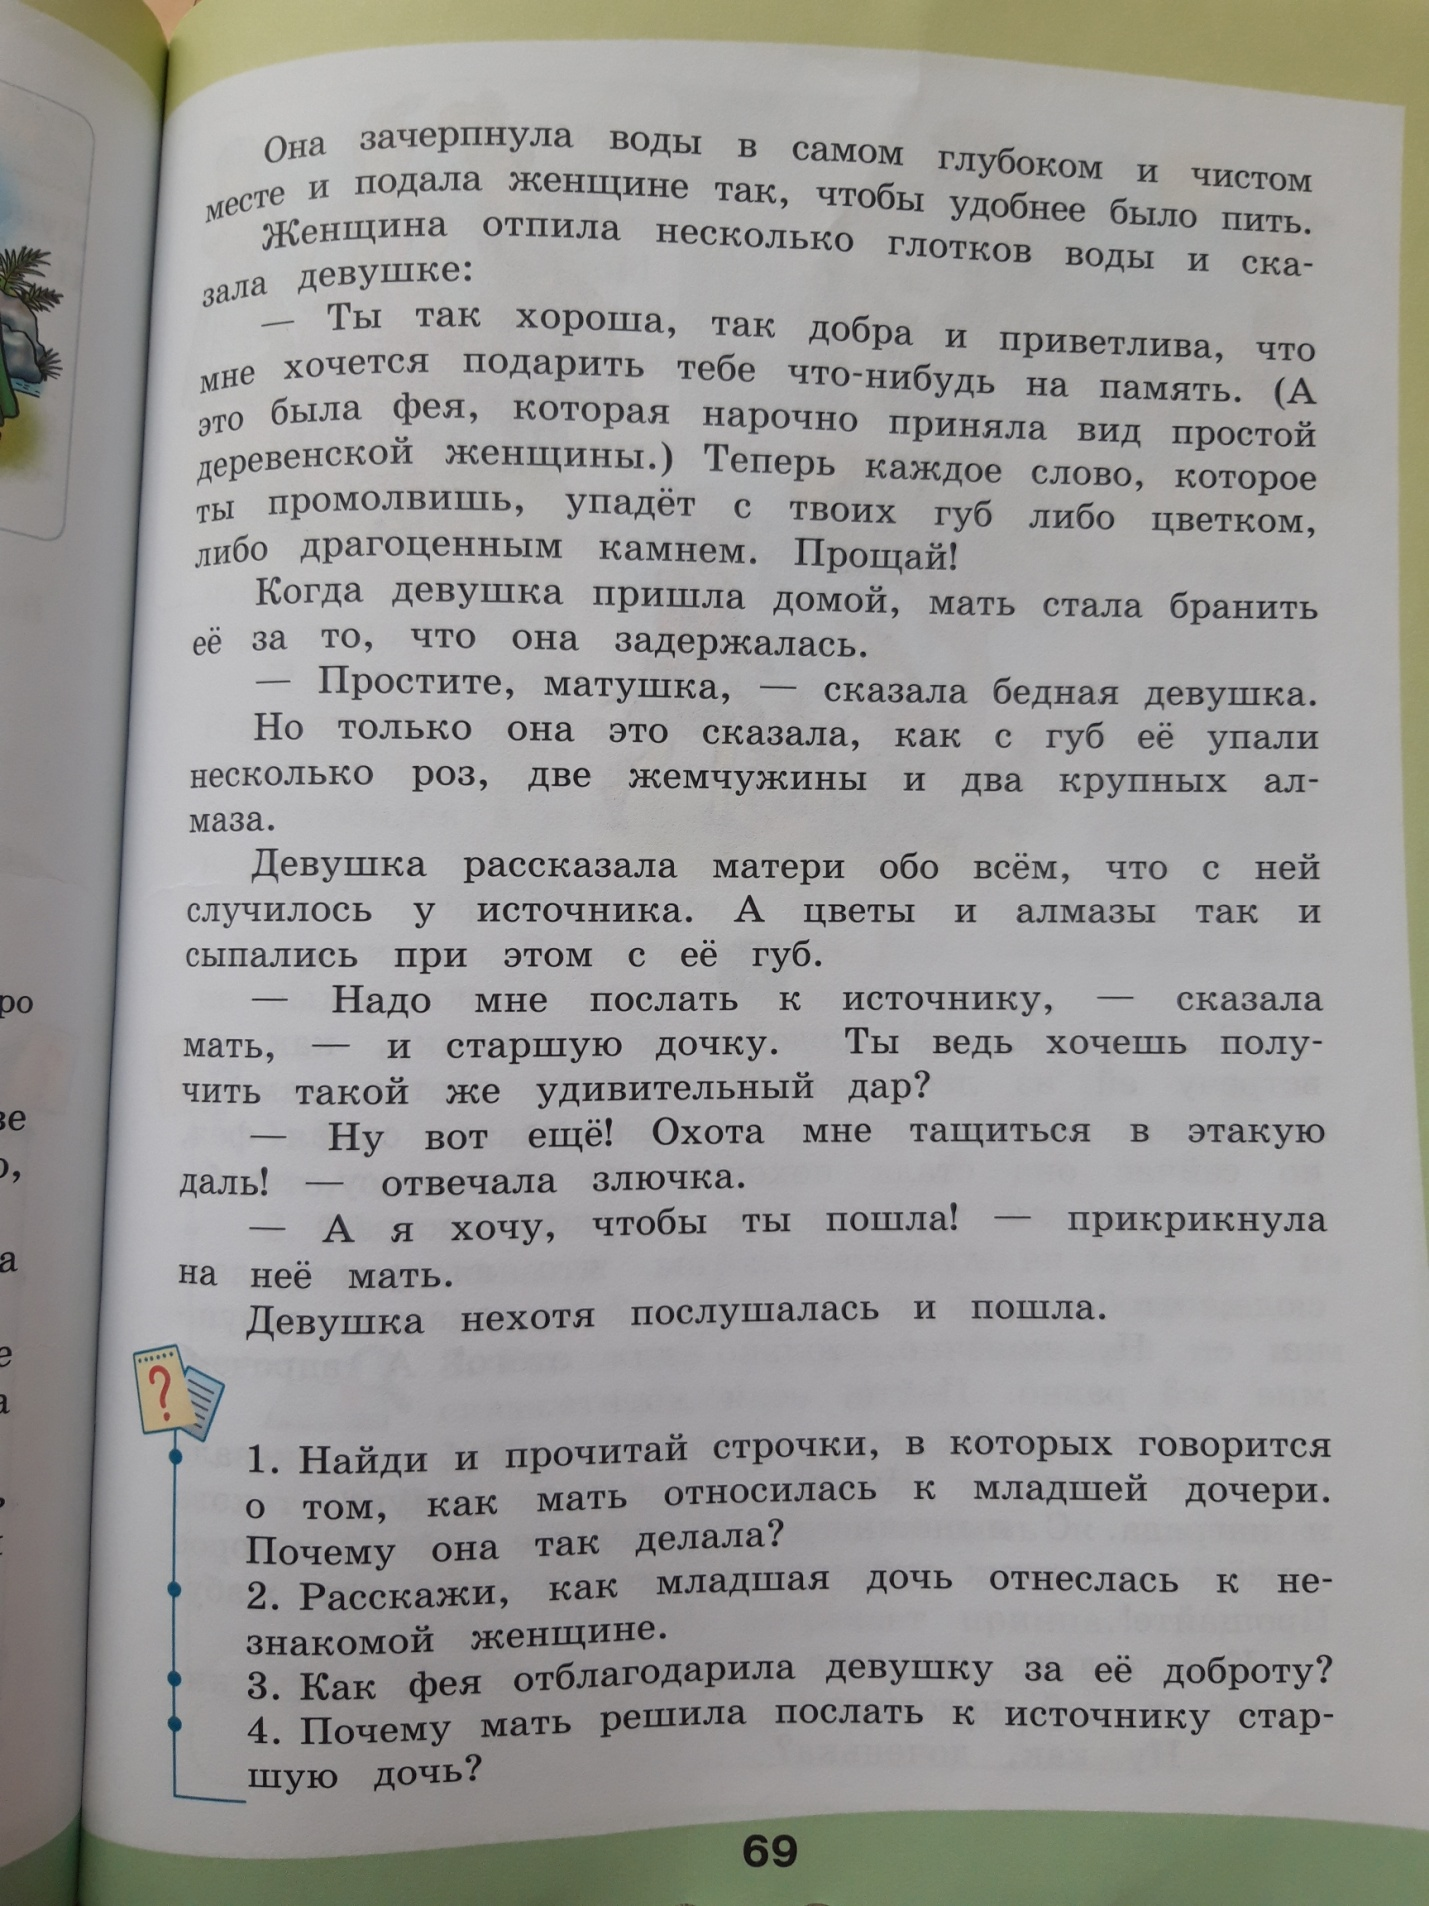 Она зачерпнула воды в самом глубоком и чистом
месте и подала женщине так, чтобы удобнее было пить.
Женщина отпила несколько глотков воды и ска-
зала девушке:
— Ты так хороша, так добра и приветлива, что
мне хочется подарить тебе что-нибудь на память. (А
это была фея, которая нарочно приняла вид простой
деревенской женщины.) Теперь каждое слово, которое
ты промолвишь, упадёт с твоих губ либо цветком,
либо драгоценным камнем. Прощай!
Когда девушка пришла домой, мать стала бранить
её за то, что она задержалась.
— Простите, матушка, — сказала бедная девушка.
Но только она это сказала, как с губ её упали
несколько роз, две жемчужины и два крупных ал-
маза.
Девушка рассказала матери обо всём, что с ней
случилось у источника. А цветы и алмазы так и
сыпались при этом с её губ.
— Надо мне послать к источнику, — сказала
мать, — и старшую дочку. Ты ведь хочешь полу-
чить такой же удивительный дар?
— Ну вот ещё! Охота мне тащиться в этакую
даль! — отвечала злючка.
— А я хочу, чтобы ты пошла! — прикрикнула
на неё мать.
Девушка нехотя послушалась и пошла.
?
1. Найди и прочитай строчки, в которых говорится
о том, как мать относилась к младшей дочери.
Почему она так делала?
2. Расскажи, как младшая дочь отнеслась к не-
знакомой женщине.
3. Как фея отблагодарила девушку за её доброту?
4. Почему мать решила послать к источнику стар-
шую дочь?
69